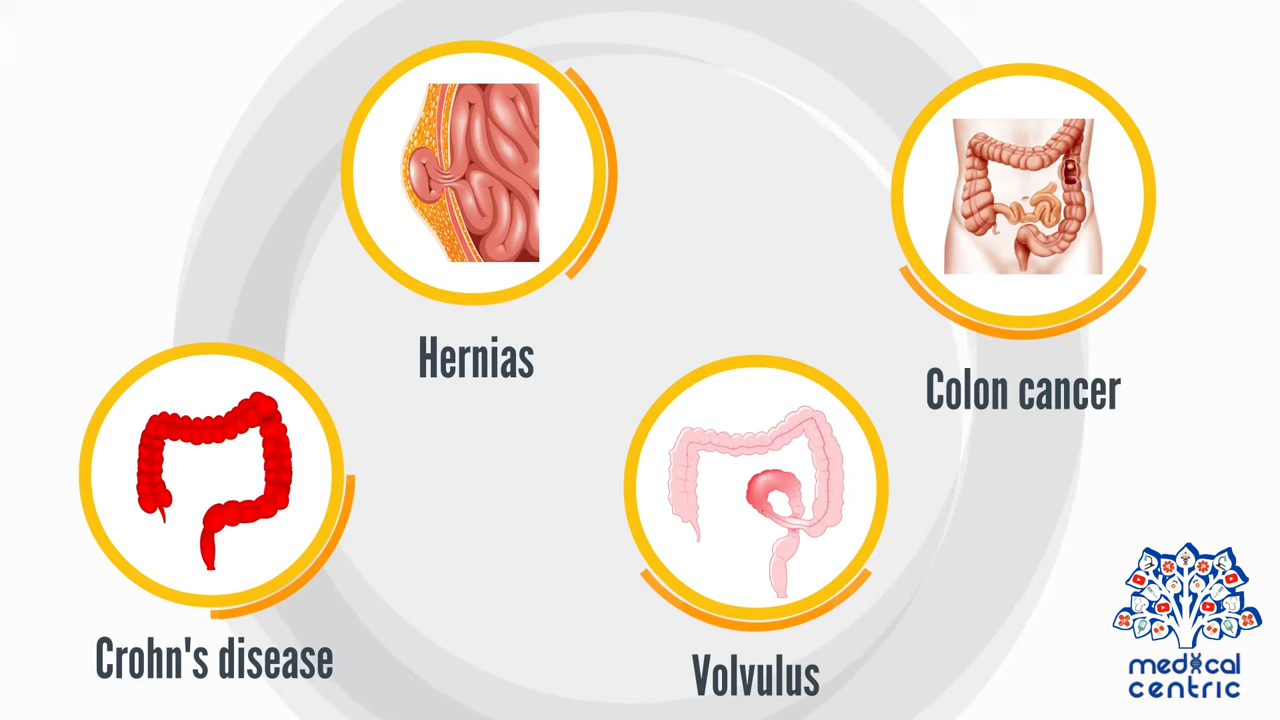 Hernias
Colon cancer
Crohn's disease
Volvulus
medical
centric